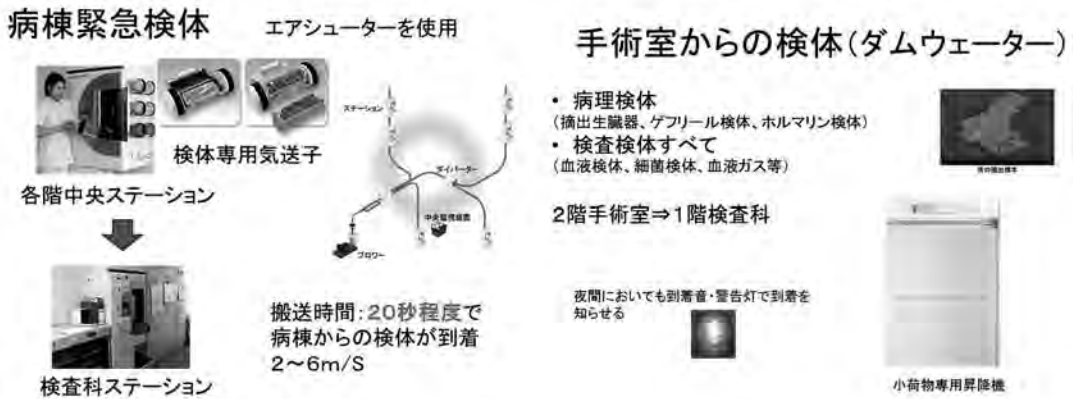 病棟緊急検体
エアシューターを使用
検体専用気送子
各階中央ステーション
検査科ステーション
ステーション
ダイバーター
中央監視装置
ブロワー
搬送時間:20秒程度で
病棟からの検体が到着
2～6m/S
手術室からの検体(ダムウェーター)
• 病理検体
(摘出生臓器、ゲフリール検体、ホルマリン検体)
• 検査検体すべて
(血液検体、細菌検体、血液ガス等)
2階手術室⇒1階検査科
夜間においても到着音・警告灯で到着を
知らせる
小荷物専用昇降機